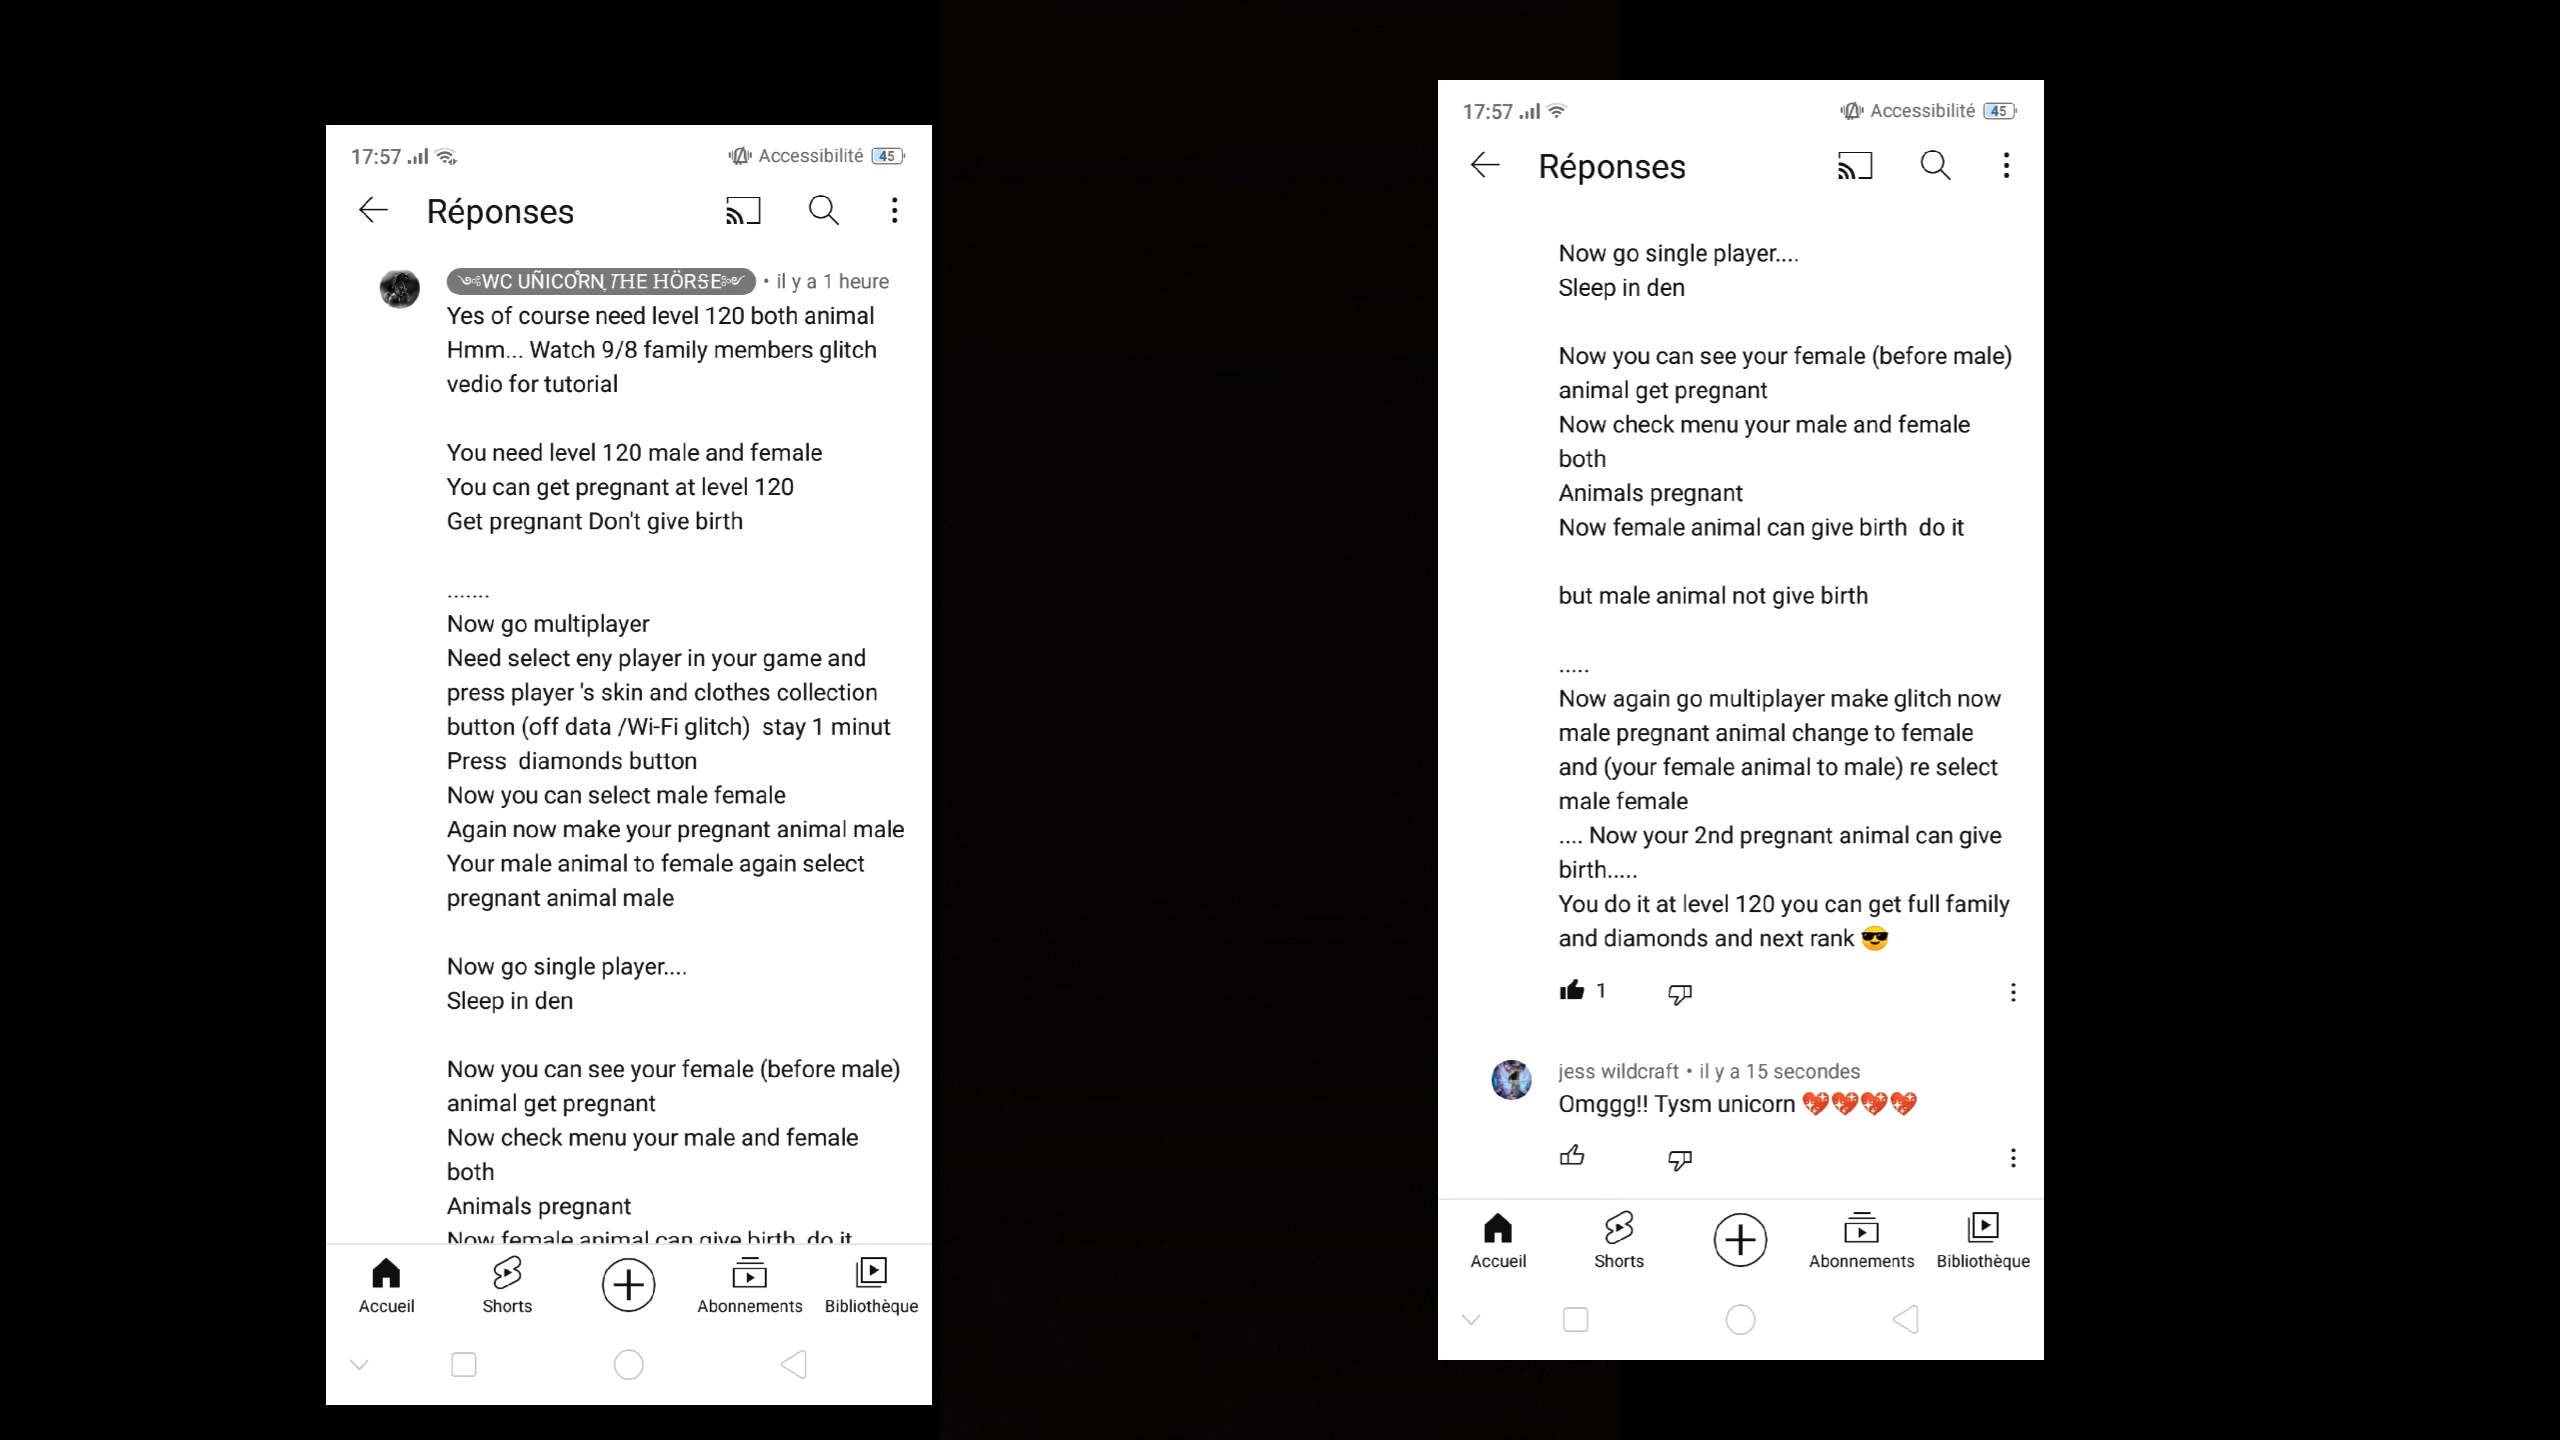 17:57
Accessibilité 45
Réponses
WC UÑICORN THE HÖRSE • il y a 1 heure
Yes of course need level 120 both animal
Hmm... Watch 9/8 family members glitch
vedio for tutorial
You need level 120 male and female
You can get pregnant at level 120
Get pregnant Don't give birth
.......
Now go multiplayer
Need select eny player in your game and
press player 's skin and clothes collection
button (off data /Wi-Fi glitch)  stay 1 minut
Press  diamonds button
Now you can select male female
Again now make your pregnant animal male
Your male animal to female again select
pregnant animal male
Now go single player....
Sleep in den
Now you can see your female (before male)
animal get pregnant
Now check menu your male and female
both
Animals pregnant
Now female animal can give birth  do it
Accueil
Shorts
Abonnements
Bibliothèque
17:57
Accessibilité 45
Réponses
Now go single player....
Sleep in den
Now you can see your female (before male)
animal get pregnant
Now check menu your male and female
both
Animals pregnant
Now female animal can give birth  do it
but male animal not give birth
.....
Now again go multiplayer make glitch now
male pregnant animal change to female
and (your female animal to male) re select
male female
.... Now your 2nd pregnant animal can give
birth.....
You do it at level 120 you can get full family
and diamonds and next rank 😎
1
jess wildcraft • il y a 15 secondes
Omggg!! Tysm unicorn 💖💖💖💖
Accueil
Shorts
Abonnements
Bibliothèque